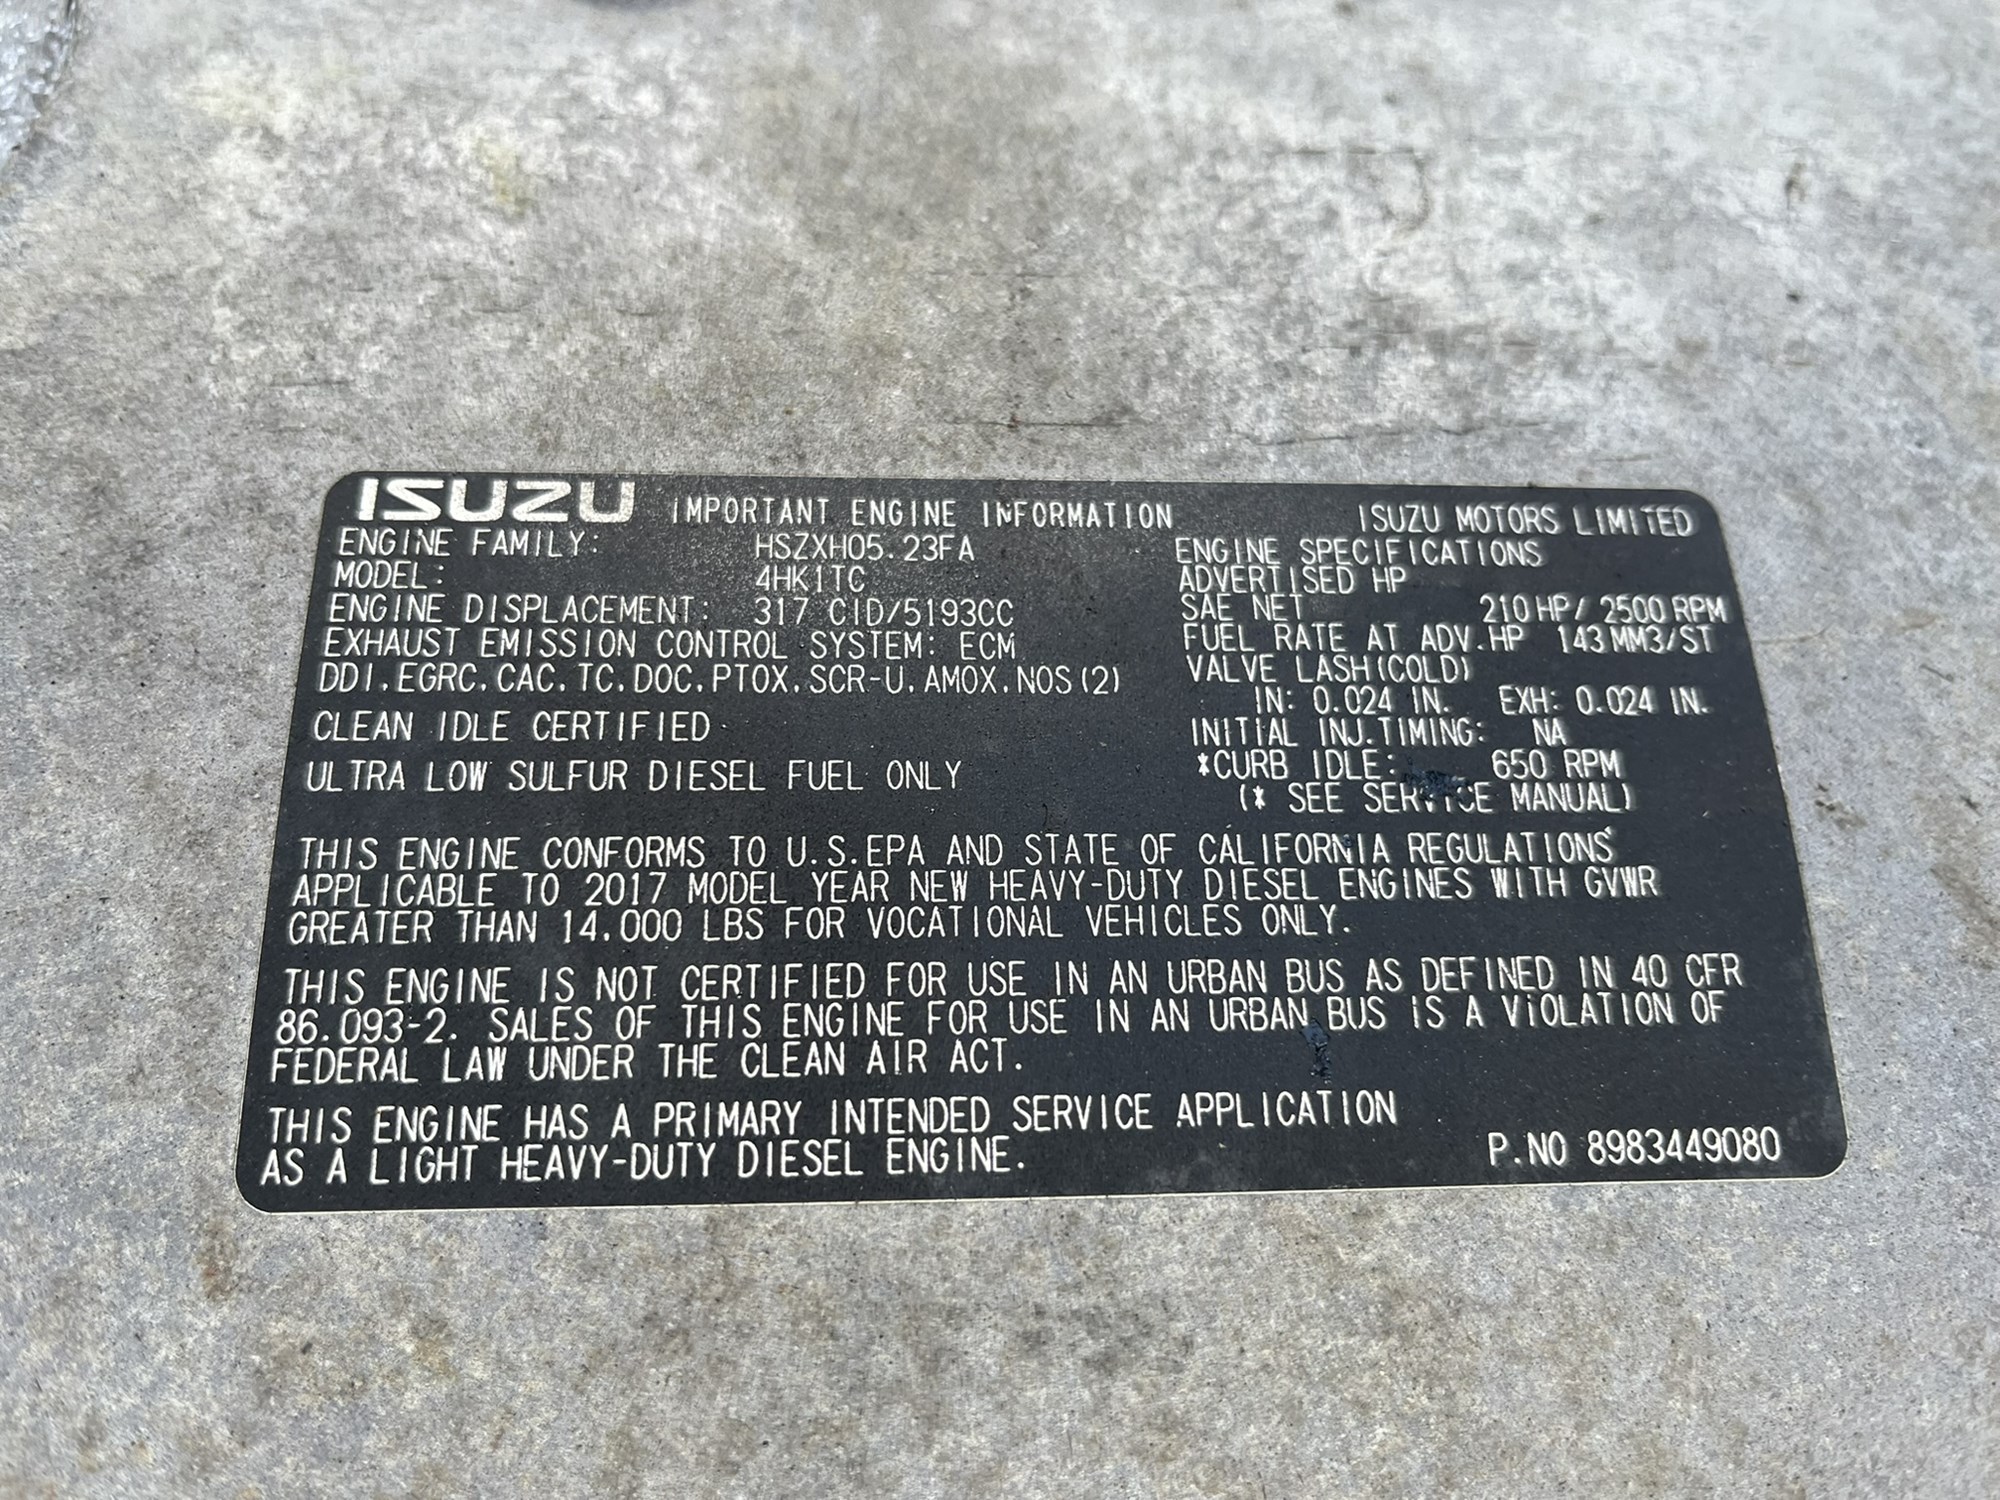 ISUZU IMPORTANT ENGINE INFORMATION ISUZU MOTORS LIMITED
ENGINE FAMILY: HSZXH05.23FA
MODEL: 4HK1TC
ENGINE DISPLACEMENT: 317 CID/5193CC
EXHAUST EMISSION CONTROL SYSTEM: ECM
DDI.EGRC.CAC.TC.DOC.PTOX.SCR-U.AMOX.NOS(2)
CLEAN IDLE CERTIFIED
ULTRA LOW SULFUR DIESEL FUEL ONLY
ENGINE SPECIFICATIONS
ADVERTISED HP
SAE NET 210HP/2500RPM
FUEL RATE AT ADV.HP 143MM3/ST
VALVE LASH(COLD)
IN: 0.024 IN. EXH: 0.024 IN.
INITIAL INJ.TIMING: NA
*CURB IDLE: 650 RPM
(* SEE SERVICE MANUAL)
THIS ENGINE CONFORMS TO U.S.EPA AND STATE OF CALIFORNIA REGULATIONS
APPLICABLE TO 2017 MODEL YEAR NEW HEAVY-DUTY DIESEL ENGINES WITH GVWR
GREATER THAN 14.000 LBS FOR VOCATIONAL VEHICLES ONLY.
THIS ENGINE IS NOT CERTIFIED FOR USE IN AN URBAN BUS AS DEFINED IN 40 CFR
86.093-2. SALES OF THIS ENGINE FOR USE IN AN URBAN BUS IS A VIOLATION OF
FEDERAL LAW UNDER THE CLEAN AIR ACT.
THIS ENGINE HAS A PRIMARY INTENDED SERVICE APPLICATION
AS A LIGHT HEAVY-DUTY DIESEL ENGINE.
P.NO 8983449080